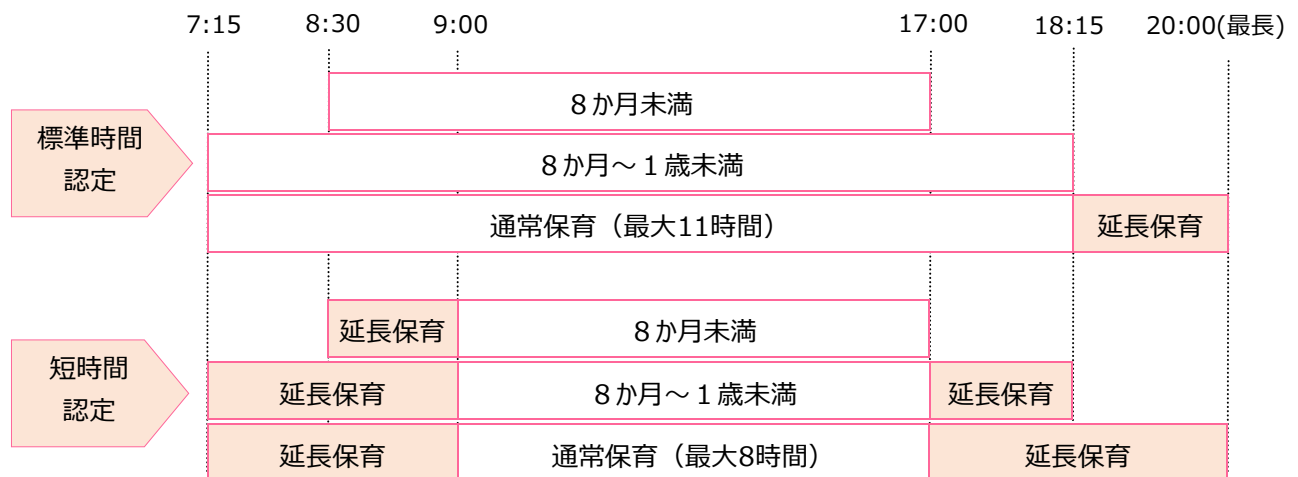 7:15 8:30 9:00 17:00 18:15 20:00(最長)
８か月未満
標準時間
認定
８か月～１歳未満
通常保育（最大11時間） 延長保育
延長保育 ８か月未満
短時間
認定
延長保育 ８か月～１歳未満 延長保育
延長保育 通常保育（最大8時間） 延長保育